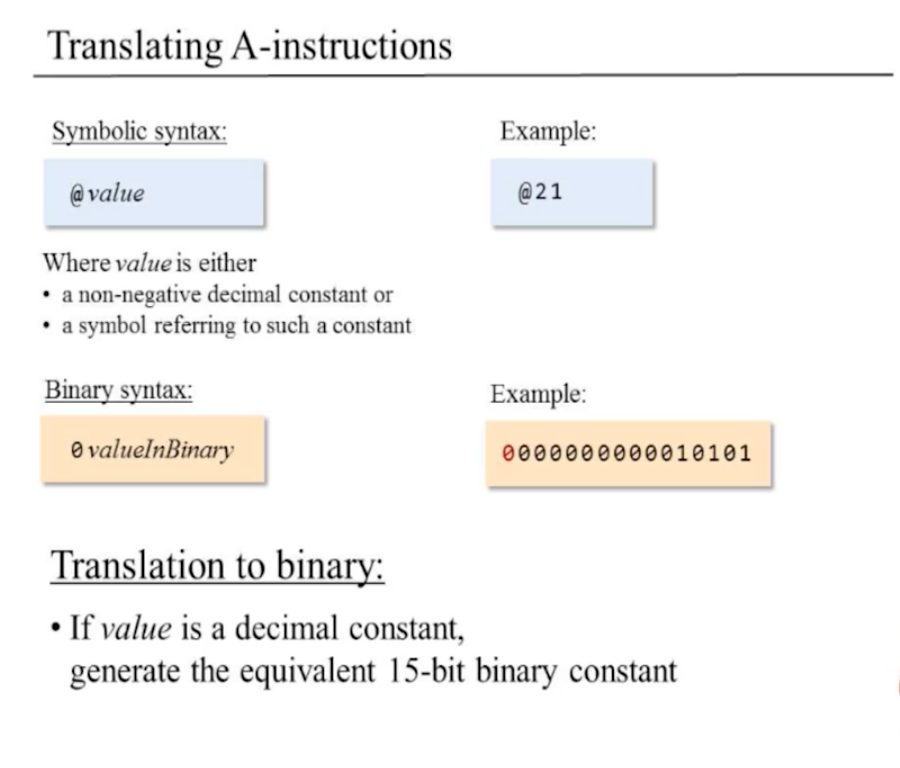 Translating A-instructions
Symbolic syntax:
Example:
@value
@21
Where value is either
• a non-negative decimal constant or
• a symbol referring to such a constant
Binary syntax:
Example:
0 valueInBinary
0000000000010101
Translation to binary:
• If value is a decimal constant,
generate the equivalent 15-bit binary constant